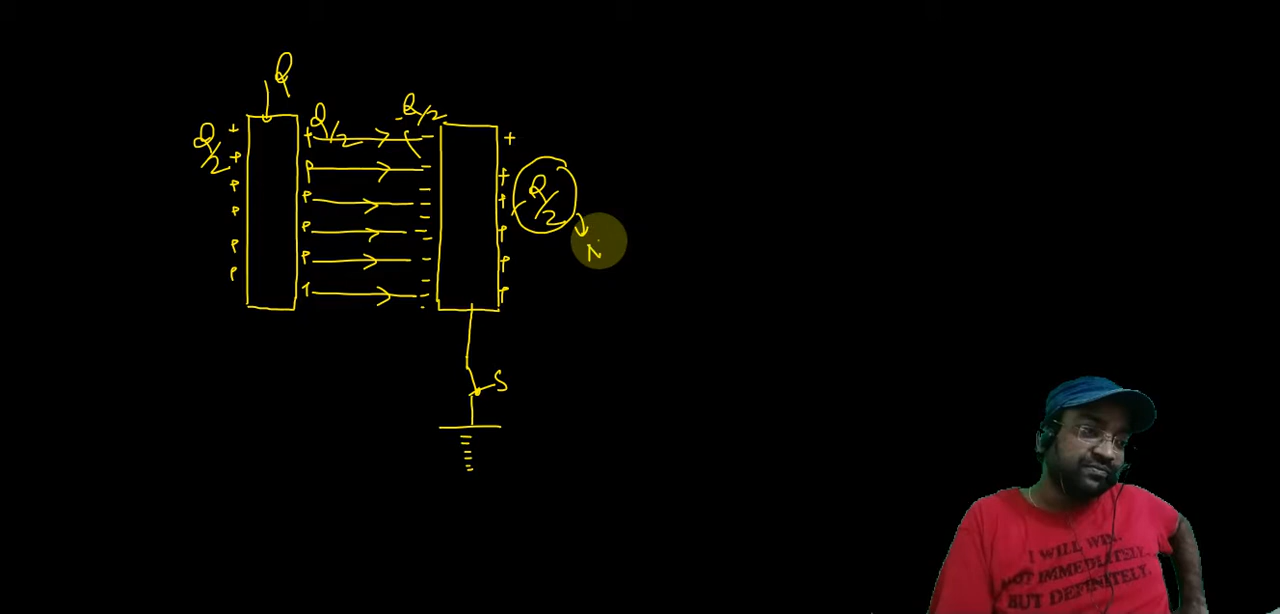 Q
Q/2
Q/2
-Q/2
Q/2
N
S
I WILL WIN.
NOT IMMEDIATELY..
BUT DEFINITELY.